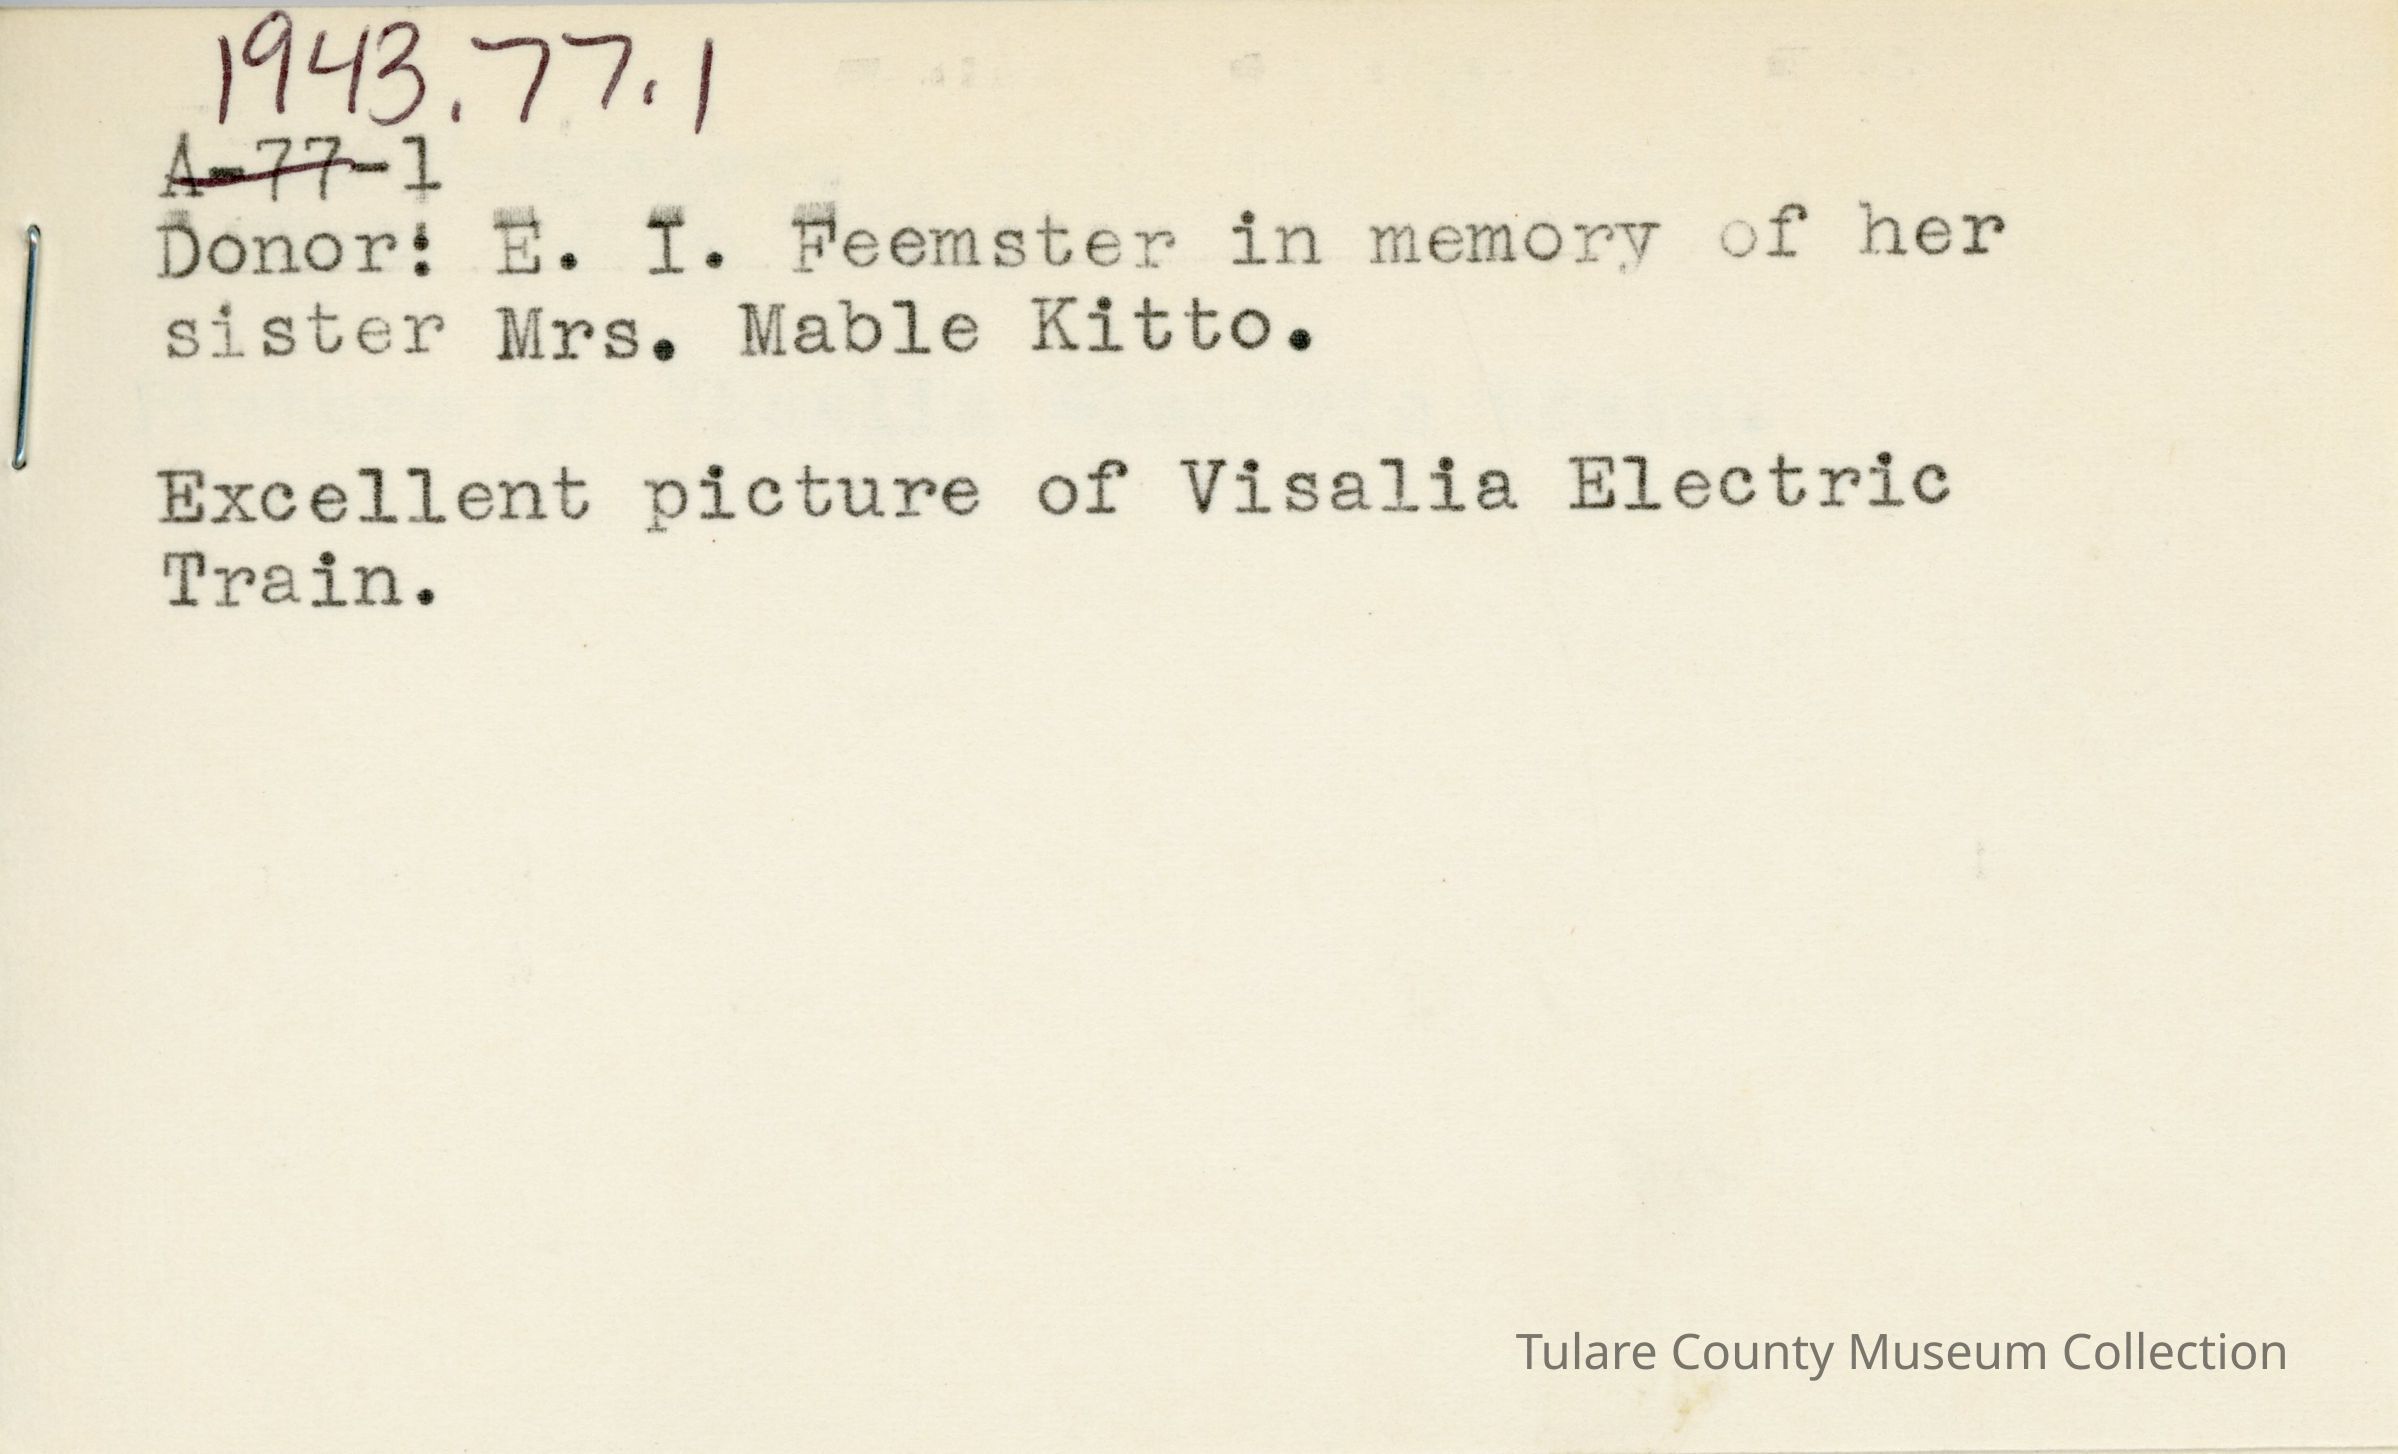 1943.77.1
A-77-1
Donor: E. I. Feemster in memory of her
sister Mrs. Mable Kitto.
Excellent picture of Visalia Electric
Train.
Tulare County Museum Collection